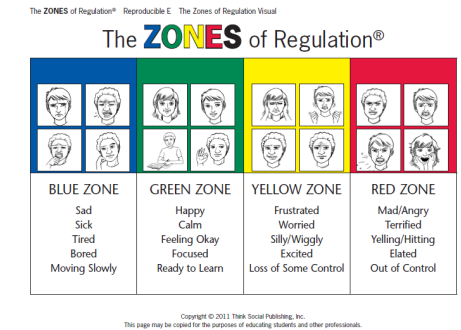 The ZONES of Regulation® Reproducible E The Zones of Regulation Visual
The ZONES of Regulation®
BLUE ZONE
Sad
Sick
Tired
Bored
Moving Slowly
GREEN ZONE
Happy
Calm
Feeling Okay
Focused
Ready to Learn
YELLOW ZONE
Frustrated
Worried
Silly/Wiggly
Excited
Loss of Some Control
RED ZONE
Mad/Angry
Terrified
Yelling/Hitting
Elated
Out of Control
Copyright © 2011 Think Social Publishing, Inc.
This page may be copied for the purposes of educating students and other professionals.